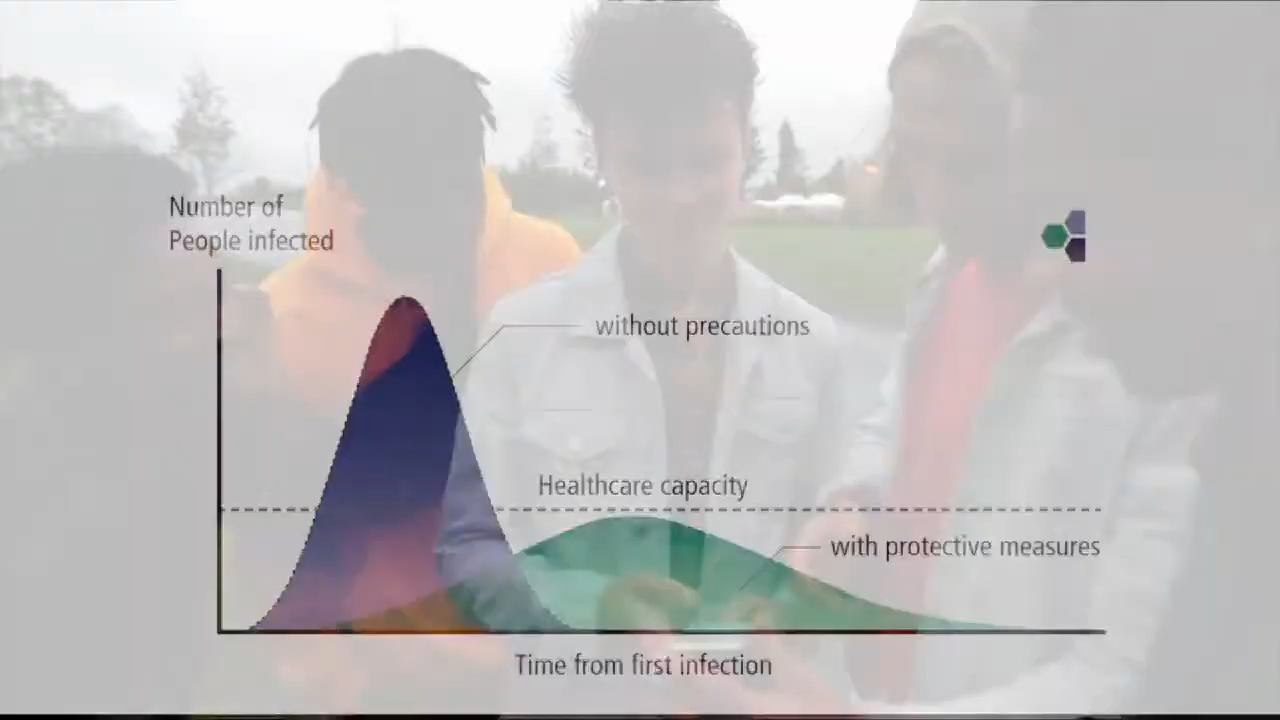 Number of
People infected
without precautions
Healthcare capacity
with protective measures
Time from first infection